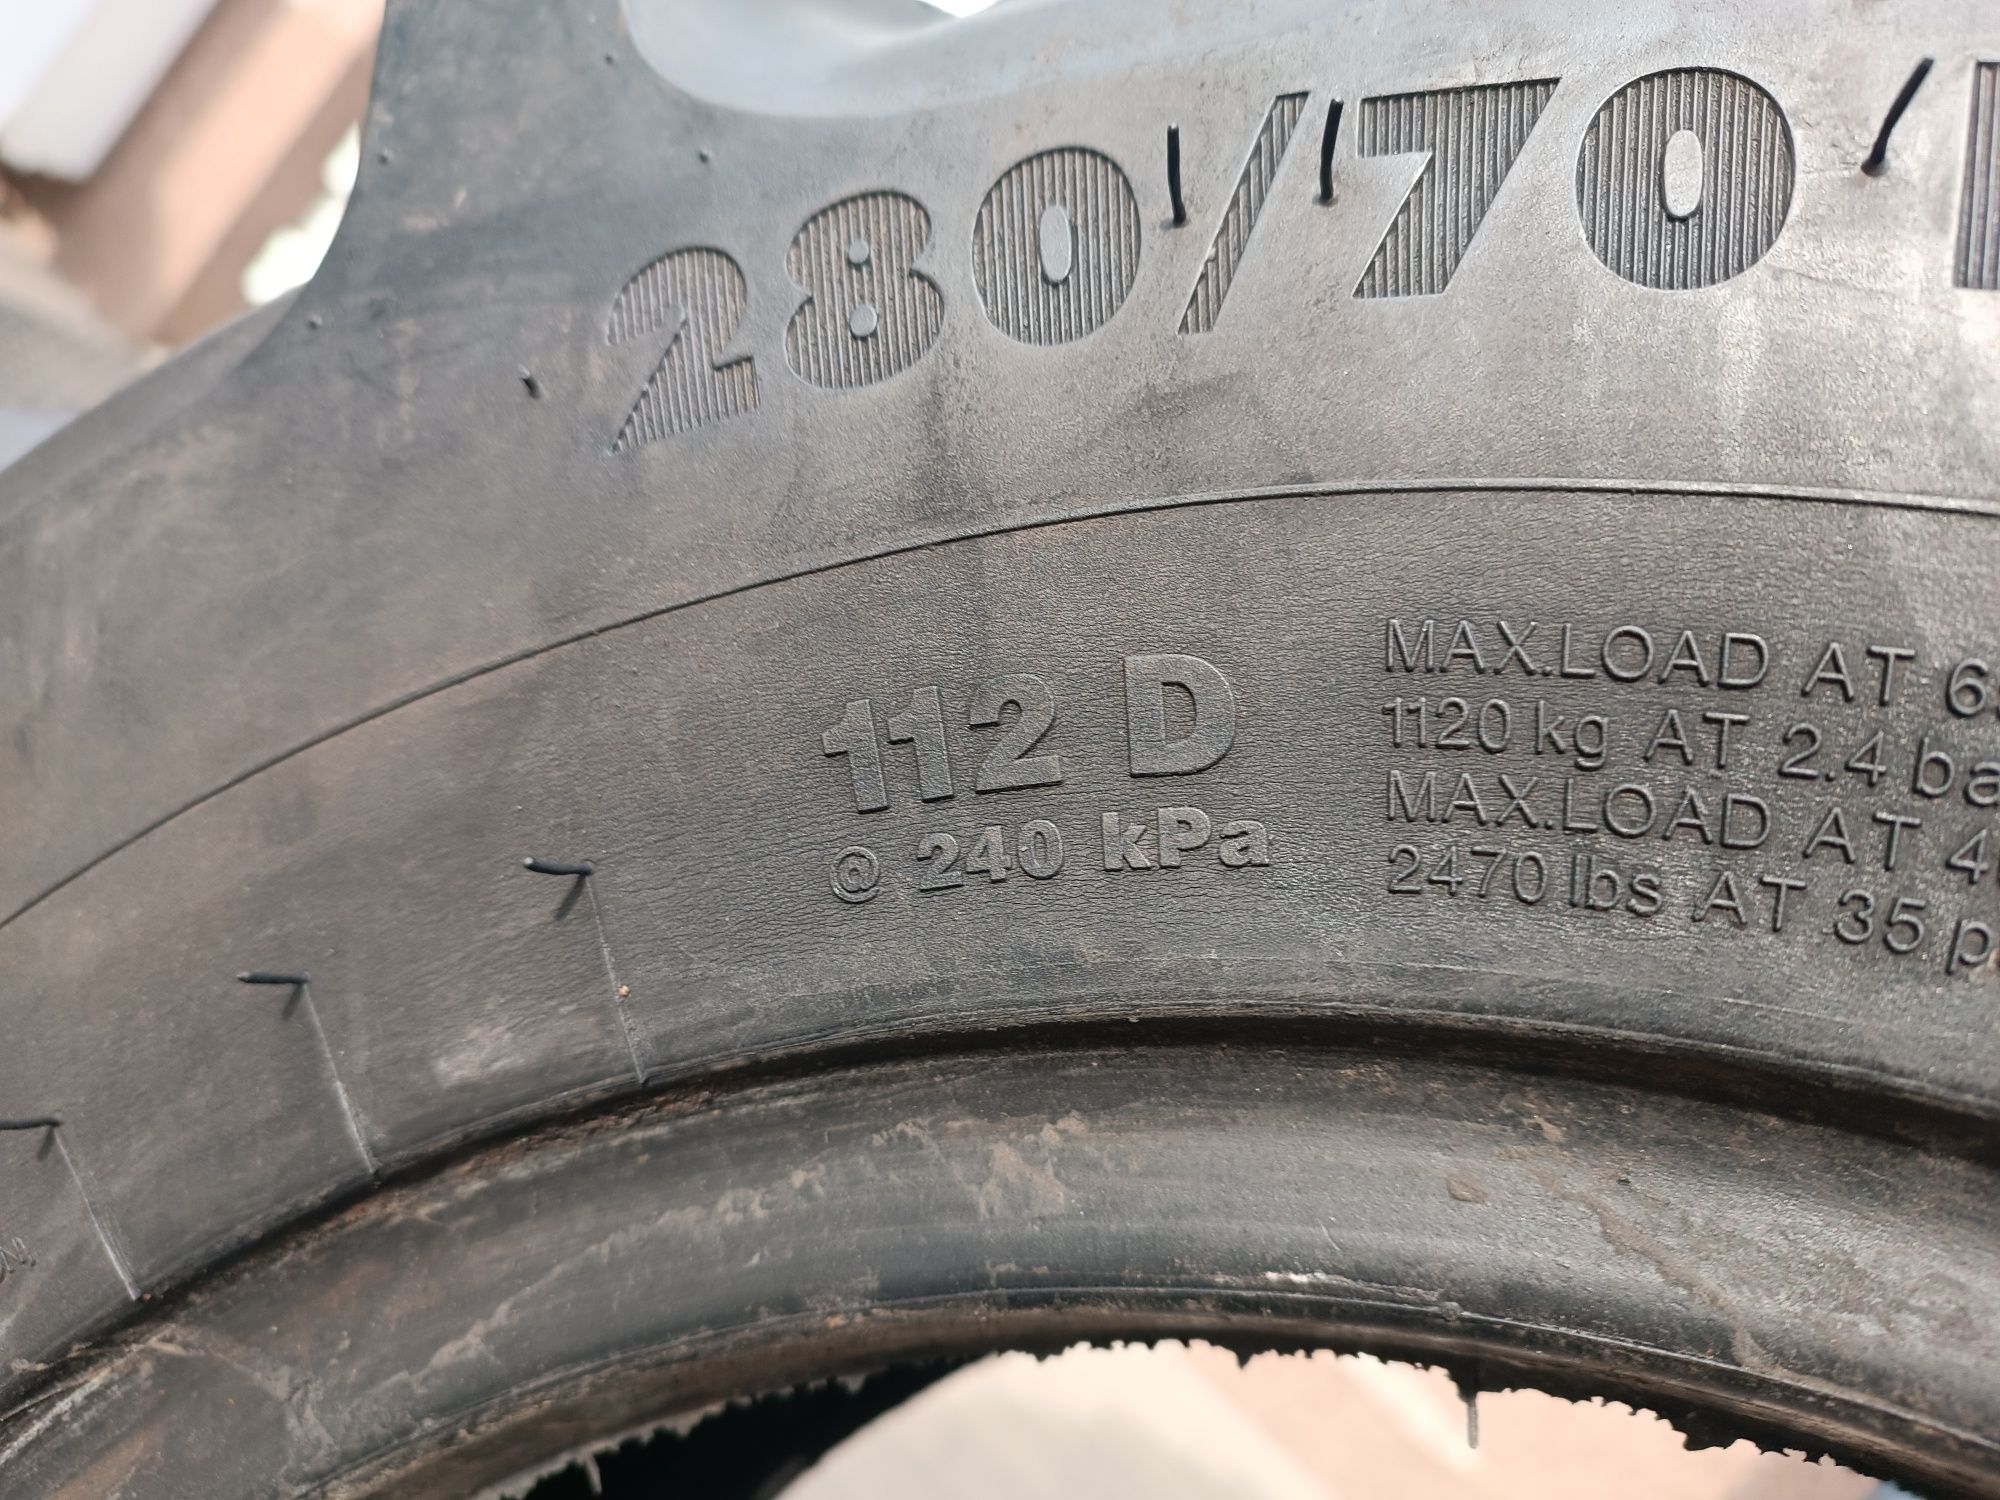 280/70
112 D
@ 240 kPa
MAX.LOAD AT
1120 kg AT 2.4
MAX.LOAD AT
2470 lbs AT 35